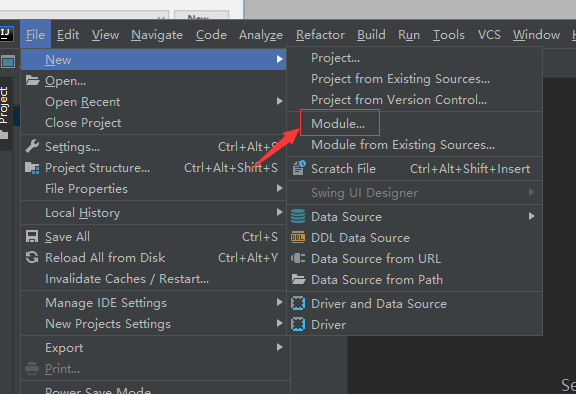 New
IJ File Edit View Navigate Code Analyze Refactor Build Run Tools VCS Window
Project
New
Open...
Open Recent
Close Project
Settings... Ctrl+Alt+S
Project Structure... Ctrl+Alt+Shift+S
File Properties
Local History
Save All Ctrl+S
Reload All from Disk Ctrl+Alt+Y
Invalidate Caches / Restart...
Manage IDE Settings
New Projects Settings
Export
Print...
Power Save Mode
Project...
Project from Existing Sources...
Project from Version Control...
Module...
Module from Existing Sources...
Scratch File Ctrl+Alt+Shift+Insert
Swing UI Designer
Data Source
DDL Data Source
Data Source from URL
Data Source from Path
Driver and Data Source
Driver